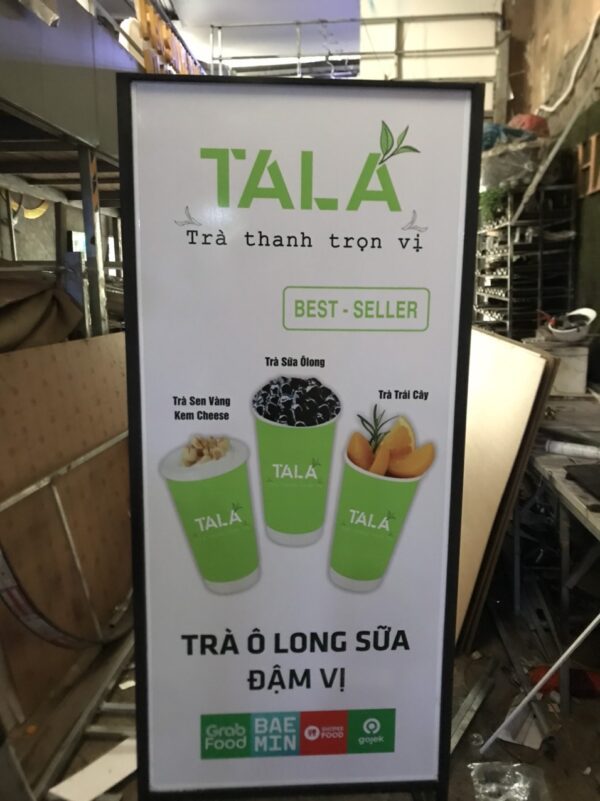 TALA
Trà thanh trọn vị
BEST - SELLER
Trà Sữa Ôlong
Trà Sen Vàng
Kem Cheese
Trà Trái Cây
TALA
TALA
TALA
TRÀ Ô LONG SỮA
ĐẬM VỊ
Grab
Food
BAE
MIN
SHOPEE
FOOD
gojek